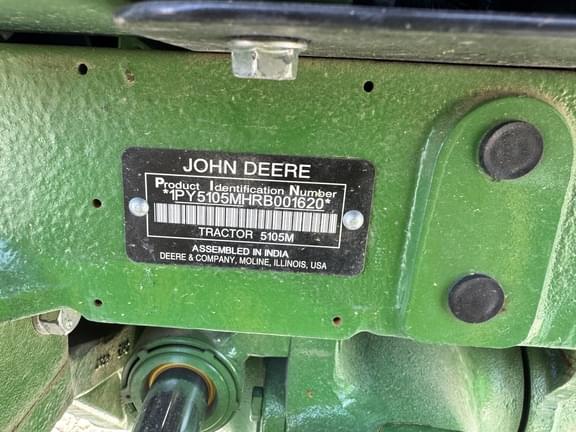 JOHN DEERE
Product Identification Number
*1PY5105MHRB001620*
TRACTOR 5105M
ASSEMBLED IN INDIA
DEERE & COMPANY, MOLINE, ILLINOIS, USA